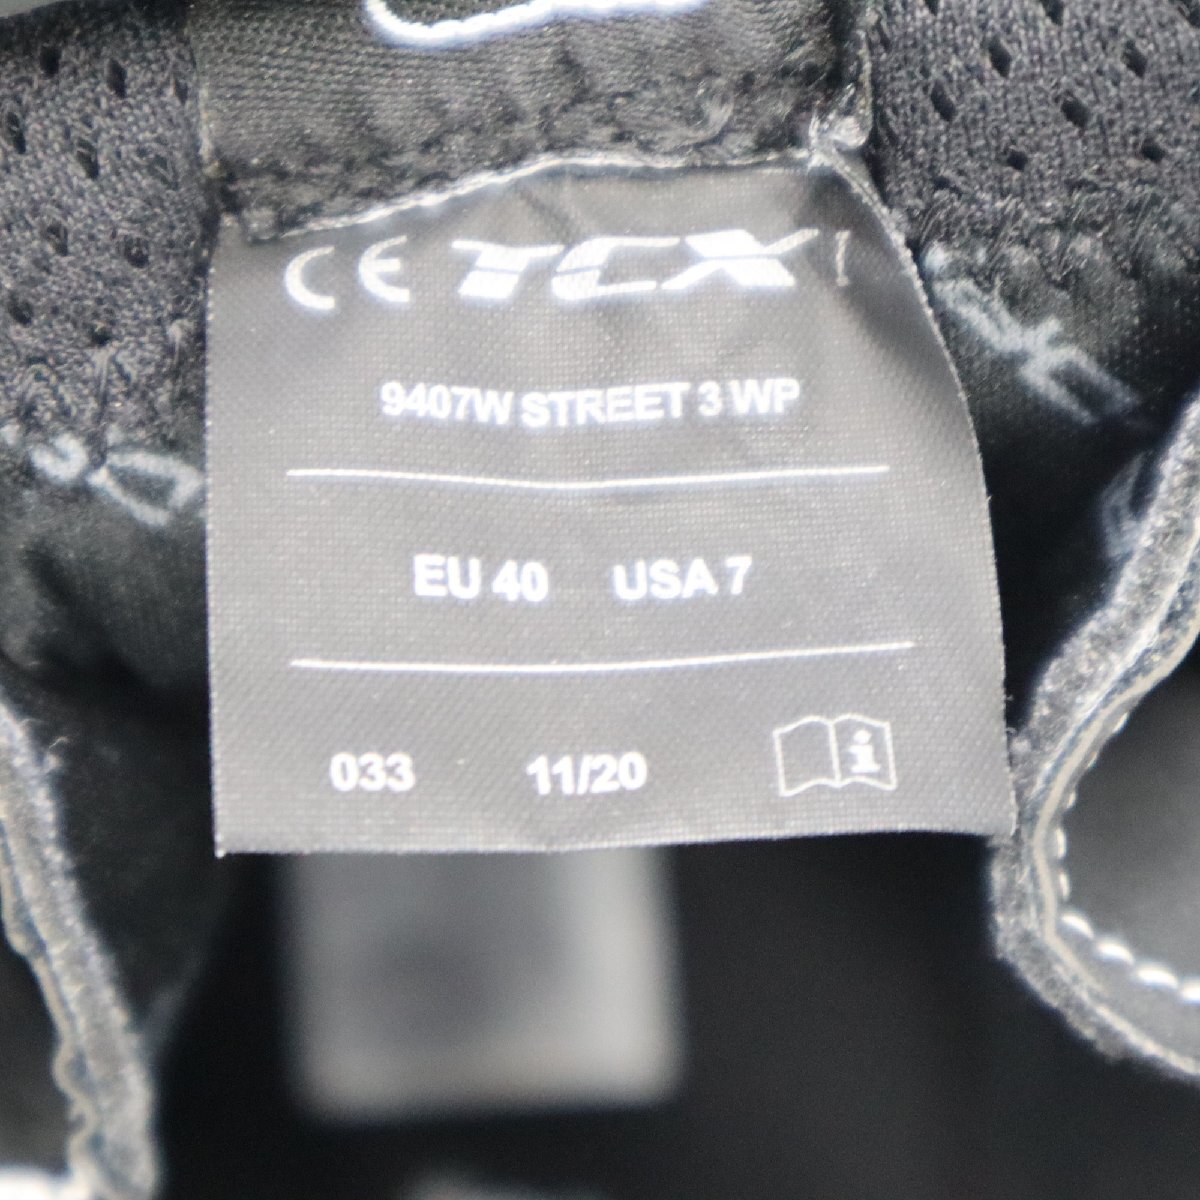 CE TCX
9407W STREET 3 WP
EU 40 USA 7
033 11/20 i